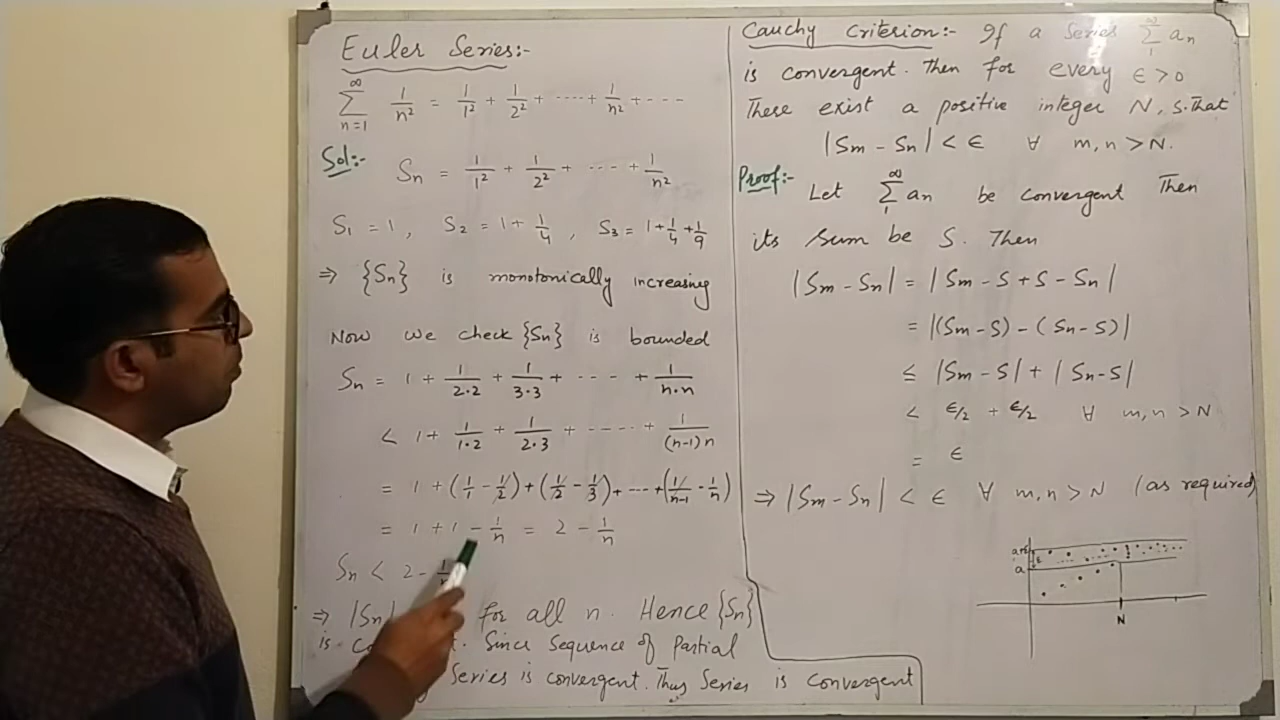 Euler Series:-
∞
∑ 1/n² = 1/1² + 1/2² + ---- + 1/n² + ---
n=1
Sol:-
Sn = 1/1² + 1/2² + ---- + 1/n²
S1 = 1, S2 = 1 + 1/4, S3 = 1 + 1/4 + 1/9
⇒ {Sn} is monotonically increasing
Now we check {Sn} is bounded
Sn = 1 + 1/2·2 + 1/3·3 + ---- + 1/n·n
< 1 + 1/1·2 + 1/2·3 + ---- + 1/(n-1)n
= 1 + (1/1 - 1/2) + (1/2 - 1/3) + --- + (1/n-1 - 1/n)
= 1 + 1 - 1/n = 2 - 1/n
Sn < 2 -
⇒ |Sn| for all n. Hence {Sn}
is Since sequence of Partial
Series is convergent. Thus Series is convergent
Cauchy Criterion:- If a series ∞∑1 an
is convergent. Then for every ϵ > 0
There exist a positive integer N, s.that
|Sm - Sn| < ϵ ∀ m,n > N.
Proof:-
Let ∞∑1 an be convergent Then
its sum be S. Then
|Sm - Sn| = |Sm - S + S - Sn|
= |(Sm - S) - (Sn - S)|
≤ |Sm - S| + |Sn - S|
< ϵ/2 + ϵ/2 ∀ m,n > N
= ϵ
⇒ |Sm - Sn| < ϵ ∀ m,n > N (as required)
a
N